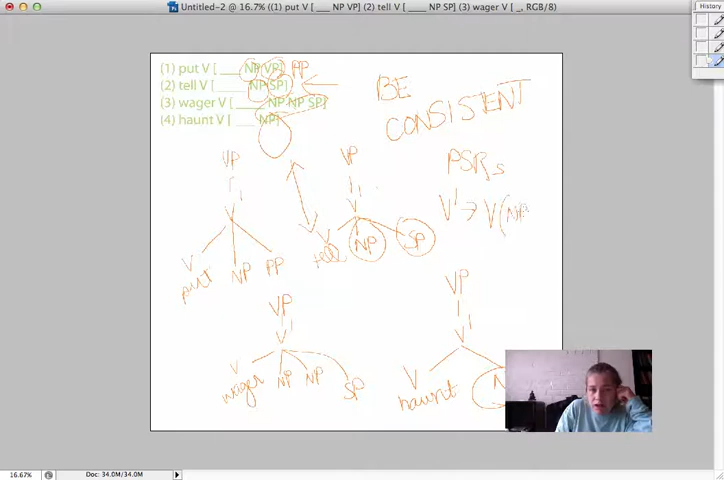 Untitled-2 @ 16.7% ((1) put V [ ___ NP VP] (2) tell V [ ____ NP SP] (3) wager V [ _, RGB/8)
History
(1) put V [ ___ NP VP] PP
(2) tell V [ ____ NP SP]
(3) wager V [ ___ NP NP SP]
(4) haunt V [ ___ NP]
BE
CONSISTENT
PSRs
V' → V (NP
VP
V'
V
put
NP
PP
VP
V'
V
tell
NP
SP
VP
V'
V
wager
NP
NP
SP
VP
V'
V
haunt
N
16.67%
Doc: 34.0M/34.0M